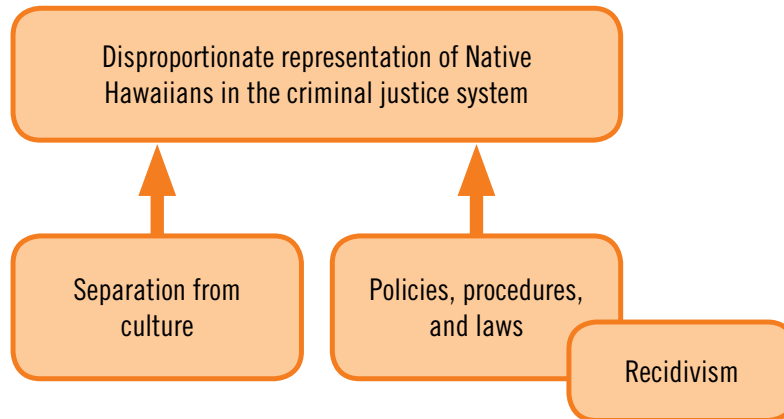 Disproportionate representation of Native
Hawaiians in the criminal justice system
Separation from
culture
Policies, procedures,
and laws
Recidivism